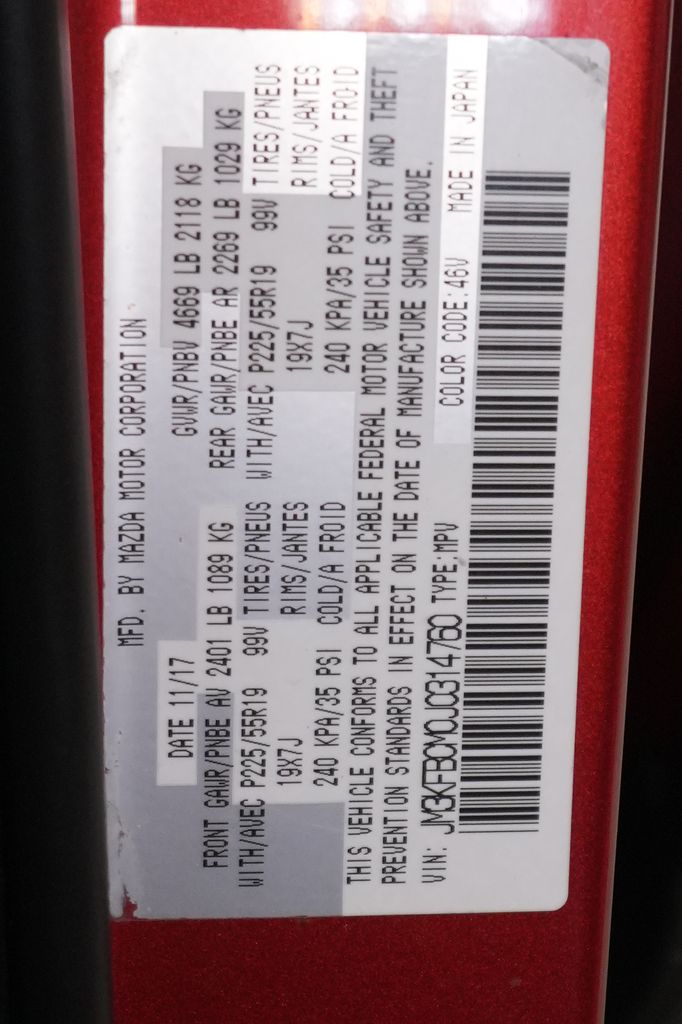 MFD. BY MAZDA MOTOR CORPORATION
DATE 11/17 GVWR/PNBV 4669 LB 2118 KG
FRONT GAWR/PNBE AV 2401 LB 1089 KG REAR GAWR/PNBE AR 2269 LB 1029 KG
WITH/AVEC P225/55R19 99V TIRES/PNEUS WITH/AVEC P225/55R19 99V TIRES/PNEUS
19X7J RIMS/JANTES 19X7J RIMS/JANTES
240 KPA/35 PSI COLD/A FROID 240 KPA/35 PSI COLD/A FROID
THIS VEHICLE CONFORMS TO ALL APPLICABLE FEDERAL MOTOR VEHICLE SAFETY AND THEFT
PREVENTION STANDARDS IN EFFECT ON THE DATE OF MANUFACTURE SHOWN ABOVE.
VIN: JM3KFBCM0J0314760 TYPE:MPV COLOR CODE:46V MADE IN JAPAN